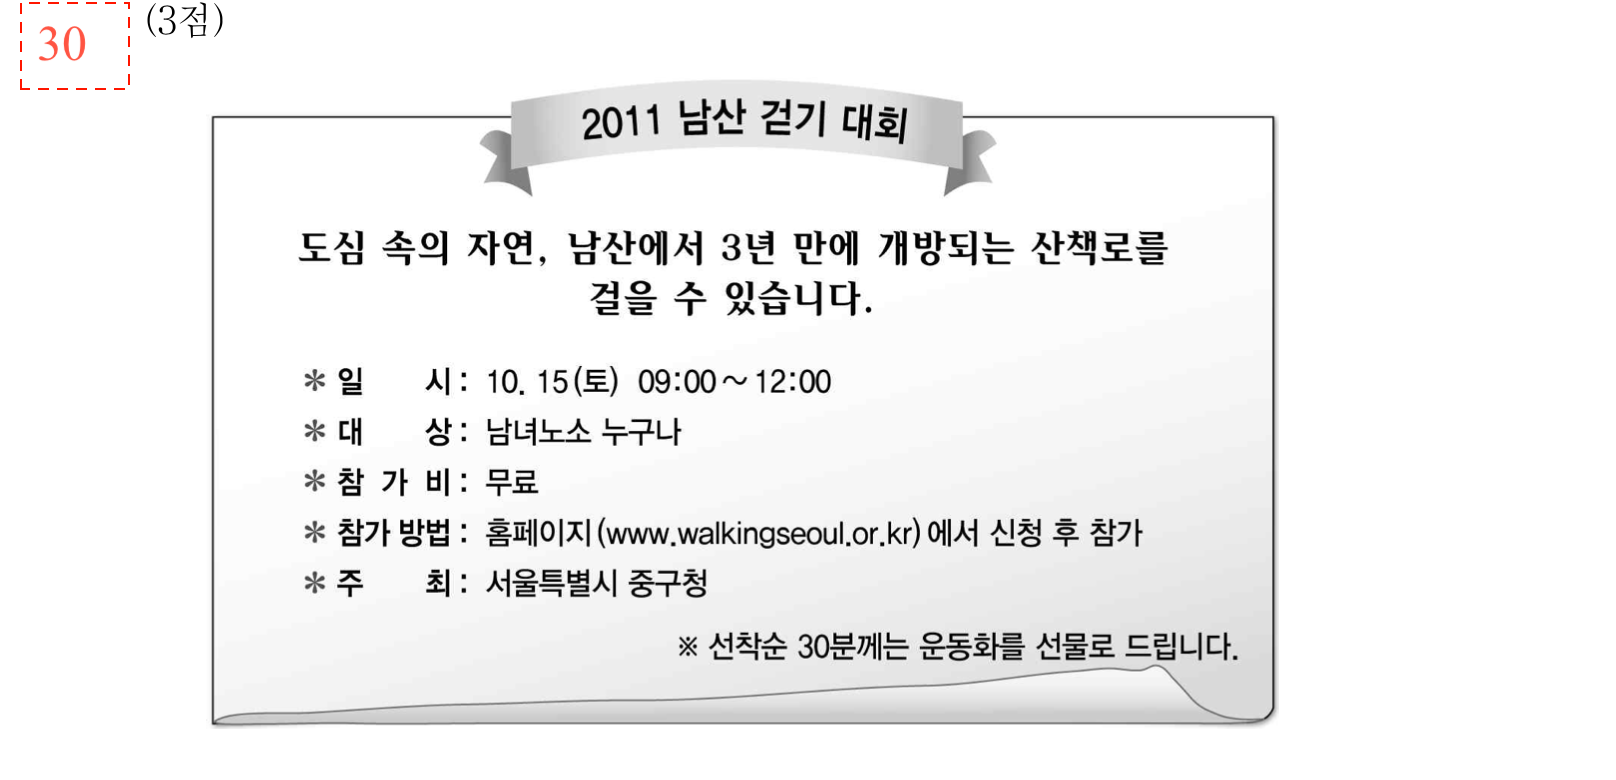 30 (3점)
2011 남산 걷기 대회
도심 속의 자연, 남산에서 3년 만에 개방되는 산책로를
걸을 수 있습니다.
* 일 시 : 10. 15(토) 09:00~12:00
* 대 상 : 남녀노소 누구나
* 참 가 비 : 무료
* 참가 방법 : 홈페이지(www.walkingseoul.or.kr)에서 신청 후 참가
* 주 최 : 서울특별시 중구청
※ 선착순 30분께는 운동화를 선물로 드립니다.